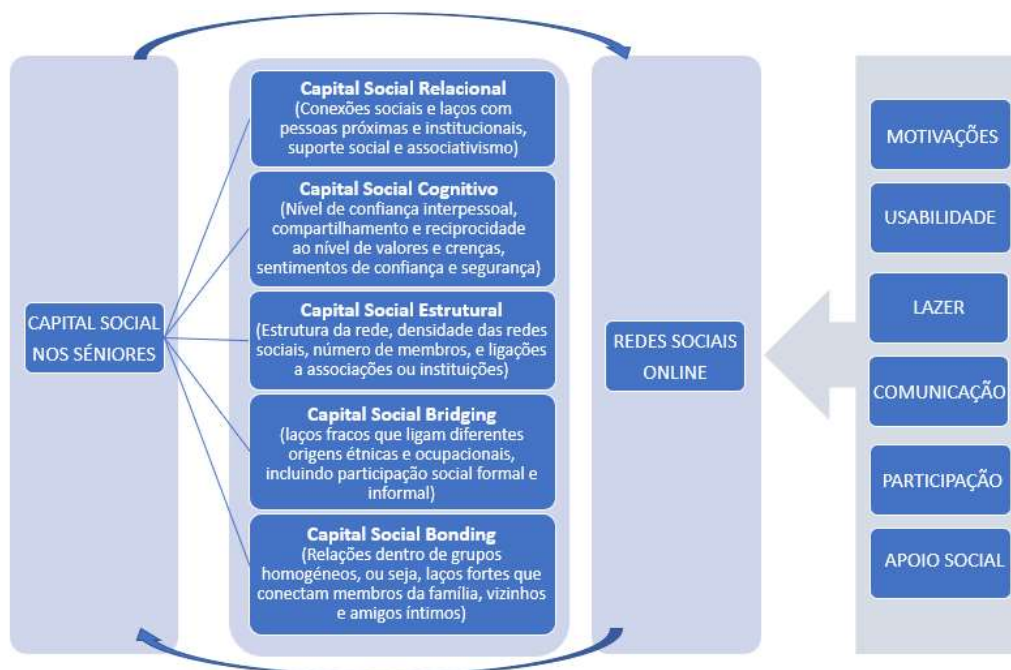 CAPITAL SOCIAL
NOS SÉNIORES
Capital Social Relacional
(Conexões sociais e laços com
pessoas próximas e institucionais,
suporte social e associativismo)
Capital Social Cognitivo
(Nível de confiança interpessoal,
compartilhamento e reciprocidade
ao nível de valores e crenças,
sentimentos de confiança e segurança)
Capital Social Estrutural
(Estrutura da rede, densidade das redes
sociais, número de membros, e ligações
a associações ou instituições)
Capital Social Bridging
(laços fracos que ligam diferentes
origens étnicas e ocupacionais,
incluindo participação social formal e
informal)
Capital Social Bonding
(Relações dentro de grupos
homogéneos, ou seja, laços fortes que
conectam membros da família, vizinhos
e amigos íntimos)
REDES SOCIAIS
ONLINE
MOTIVAÇÕES
USABILIDADE
LAZER
COMUNICAÇÃO
PARTICIPAÇÃO
APOIO SOCIAL